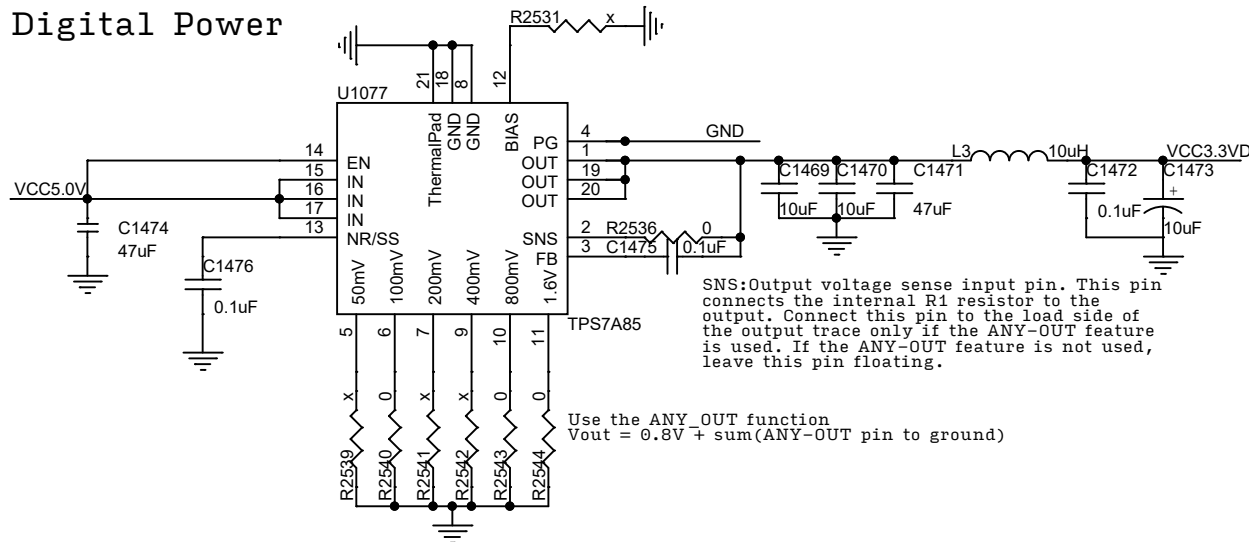 Digital Power
R2531
x
21
18
8
12
U1077
ThermalPad
GND
GND
BIAS
PG
4
GND
14
EN
OUT
1
L3
10uH
VCC3.3VD
15
IN
OUT
19
C1469
C1470
C1471
C1472
C1473
VCC5.0V
16
IN
OUT
20
+
17
IN
10uF
10uF
47uF
0.1uF
10uF
C1474
47uF
13
NR/SS
SNS
2
R2536
0
FB
3
C1475
0.1uF
C1476
0.1uF
50mV
100mV
200mV
400mV
800mV
1.6V
SNS:Output voltage sense input pin. This pin
connects the internal R1 resistor to the
output. Connect this pin to the load side of
the output trace only if the ANY-OUT feature
is used. If the ANY-OUT feature is not used,
leave this pin floating.
TPS7A85
5
6
7
9
10
11
x
0
x
x
0
0
Use the ANY_OUT function
Vout = 0.8V + sum(ANY-OUT pin to ground)
R2539
R2540
R2541
R2542
R2543
R2544